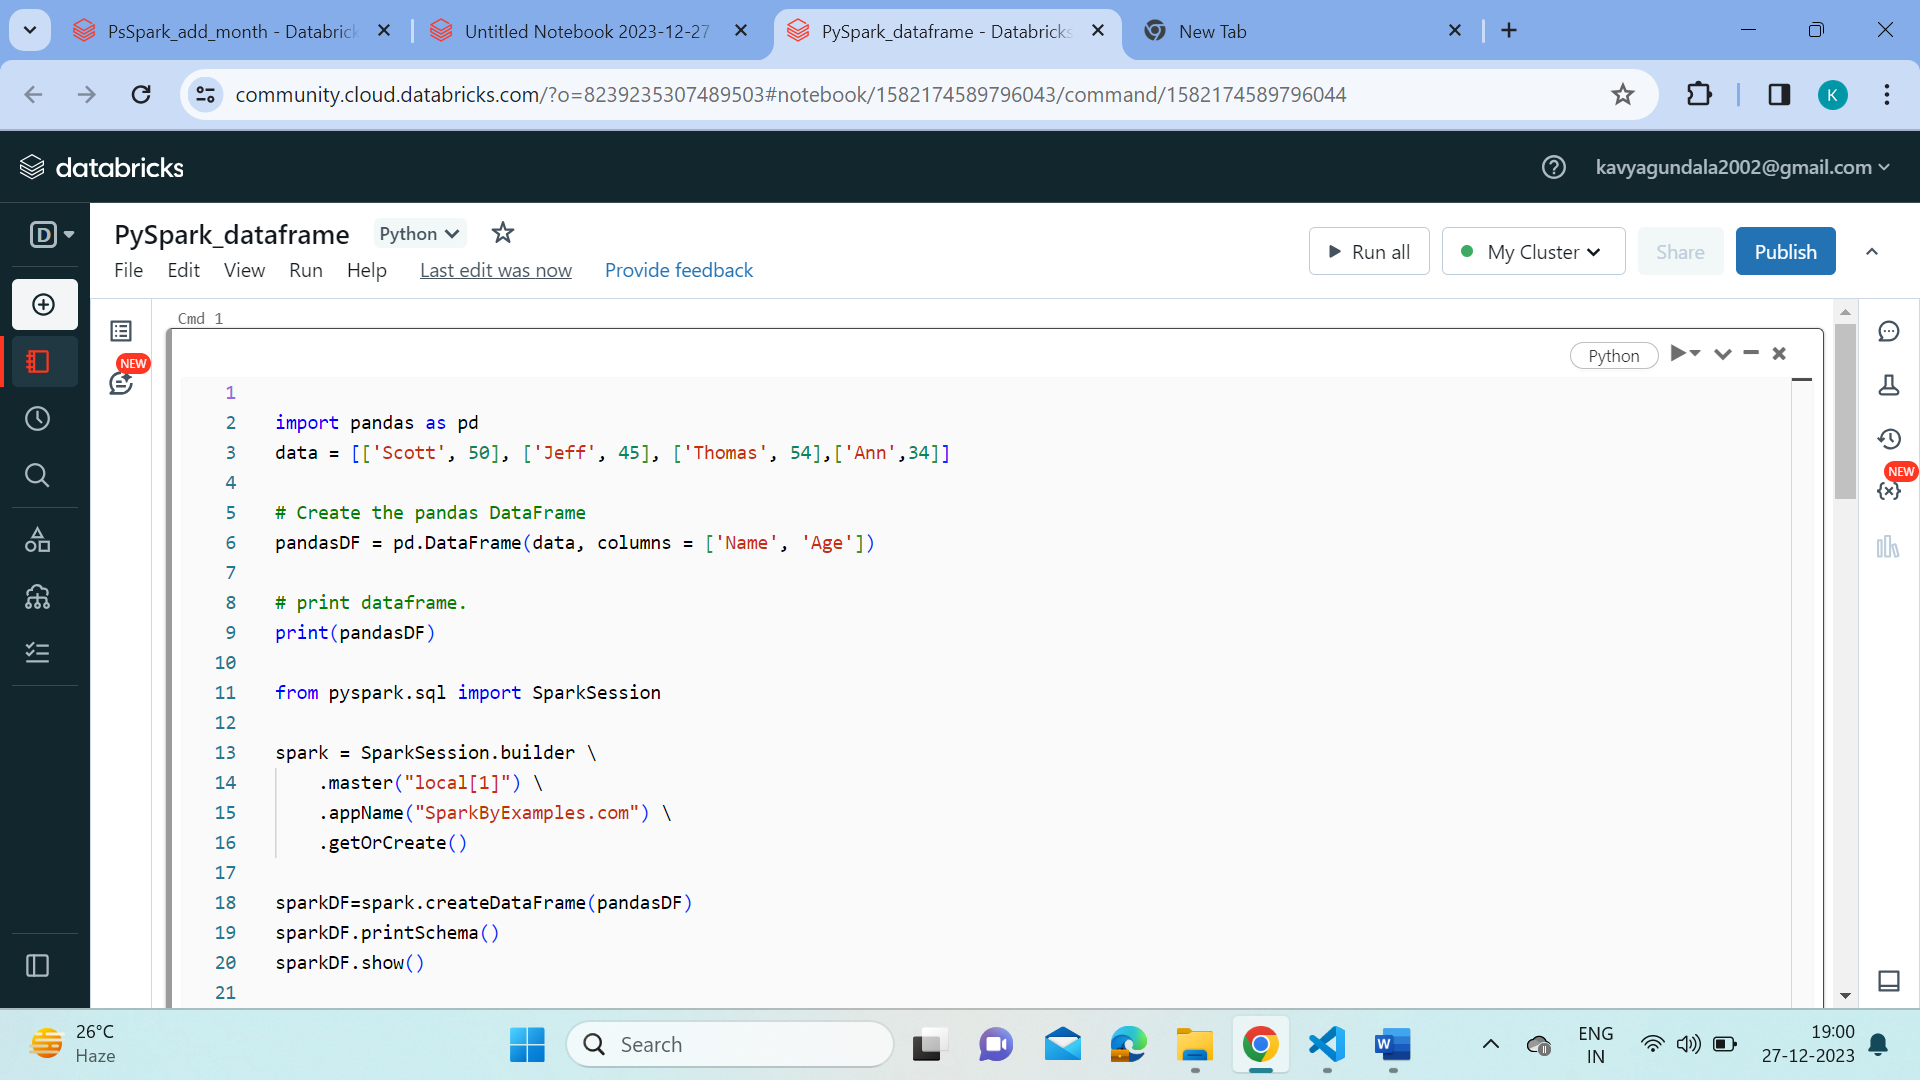 PsSpark_add_month - Databrick
Untitled Notebook 2023-12-27
PySpark_dataframe - Databricks
New Tab
community.cloud.databricks.com/?o=8239235307489503#notebook/1582174589796043/command/1582174589796044
K
databricks
kavyagundala2002@gmail.com
D
PySpark_dataframe
Python
File Edit View Run Help Last edit was now Provide feedback
Run all
My Cluster
Share
Publish
NEW
Cmd 1
Python
NEW
1
2 import pandas as pd
3 data = [['Scott', 50], ['Jeff', 45], ['Thomas', 54],['Ann',34]]
4
5 # Create the pandas DataFrame
6 pandasDF = pd.DataFrame(data, columns = ['Name', 'Age'])
7
8 # print dataframe.
9 print(pandasDF)
10
11 from pyspark.sql import SparkSession
12
13 spark = SparkSession.builder \
14 .master("local[1]") \
15 .appName("SparkByExamples.com") \
16 .getOrCreate()
17
18 sparkDF=spark.createDataFrame(pandasDF)
19 sparkDF.printSchema()
20 sparkDF.show()
21
26°C
Haze
Search
ENG
IN
19:00
27-12-2023